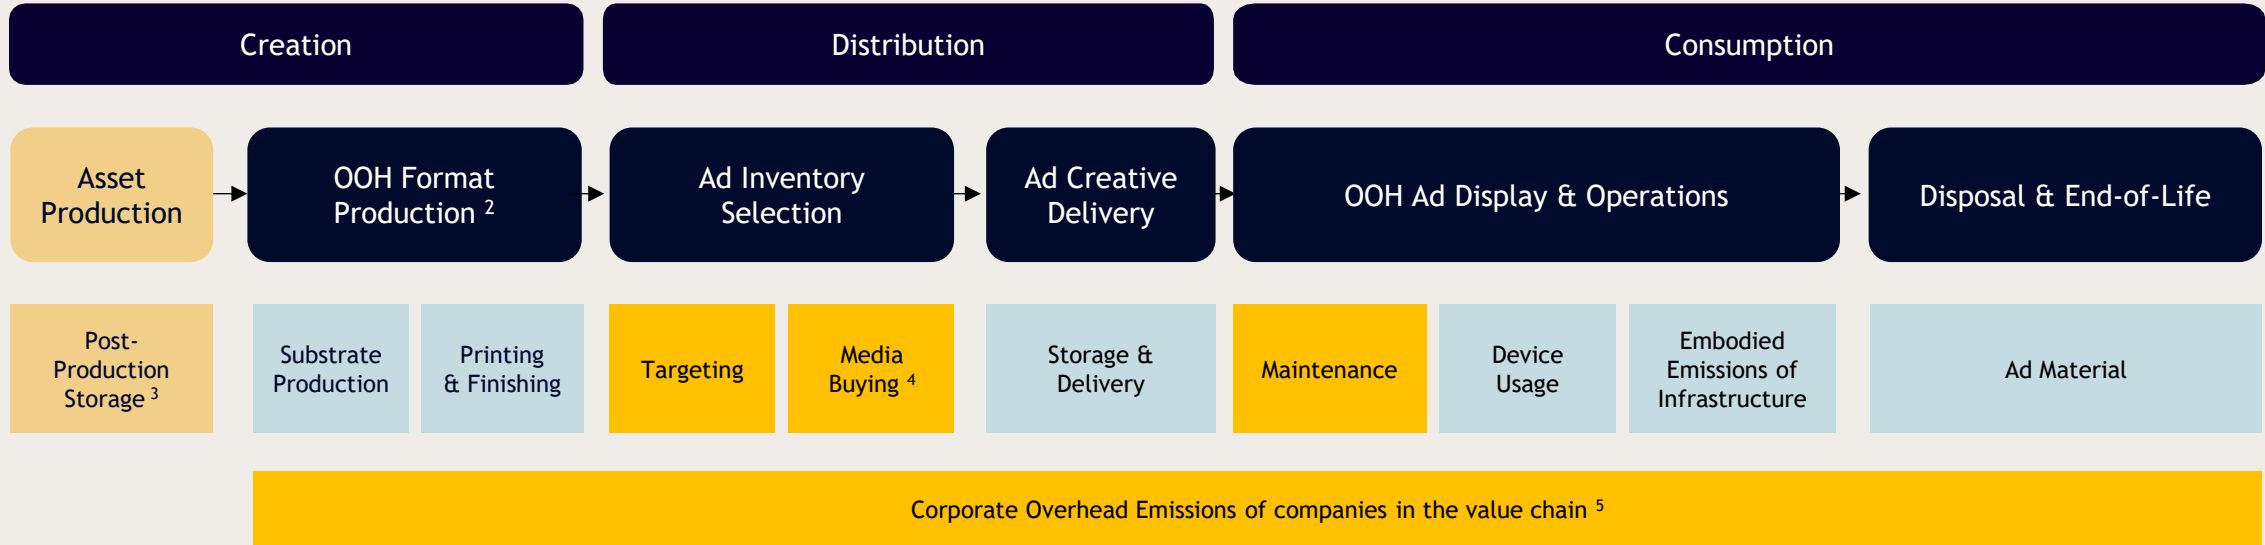 Creation
Distribution
Consumption
Asset
Production
OOH Format
Production 2
Ad Inventory
Selection
Ad Creative
Delivery
OOH Ad Display & Operations
Disposal & End-of-Life
Post-
Production
Storage 3
Substrate
Production
Printing
& Finishing
Targeting
Media
Buying 4
Storage &
Delivery
Maintenance
Device
Usage
Embodied
Emissions of
Infrastructure
Ad Material
Corporate Overhead Emissions of companies in the value chain 5